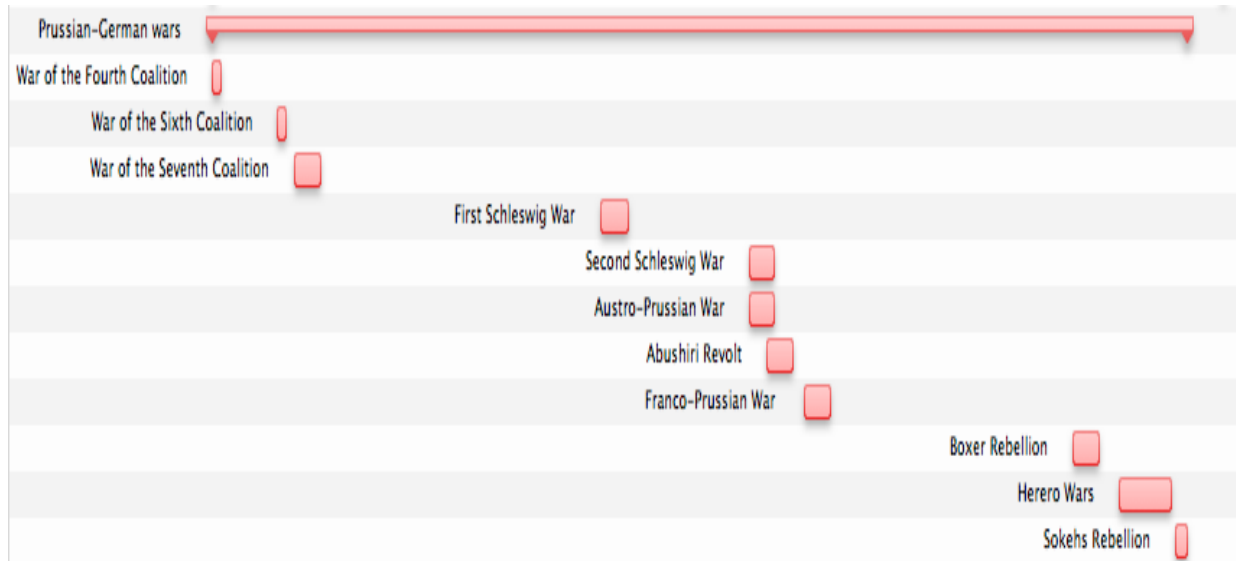 Prussian-German wars
War of the Fourth Coalition
War of the Sixth Coalition
War of the Seventh Coalition
First Schleswig War
Second Schleswig War
Austro-Prussian War
Abushiri Revolt
Franco-Prussian War
Boxer Rebellion
Herero Wars
Sokehs Rebellion